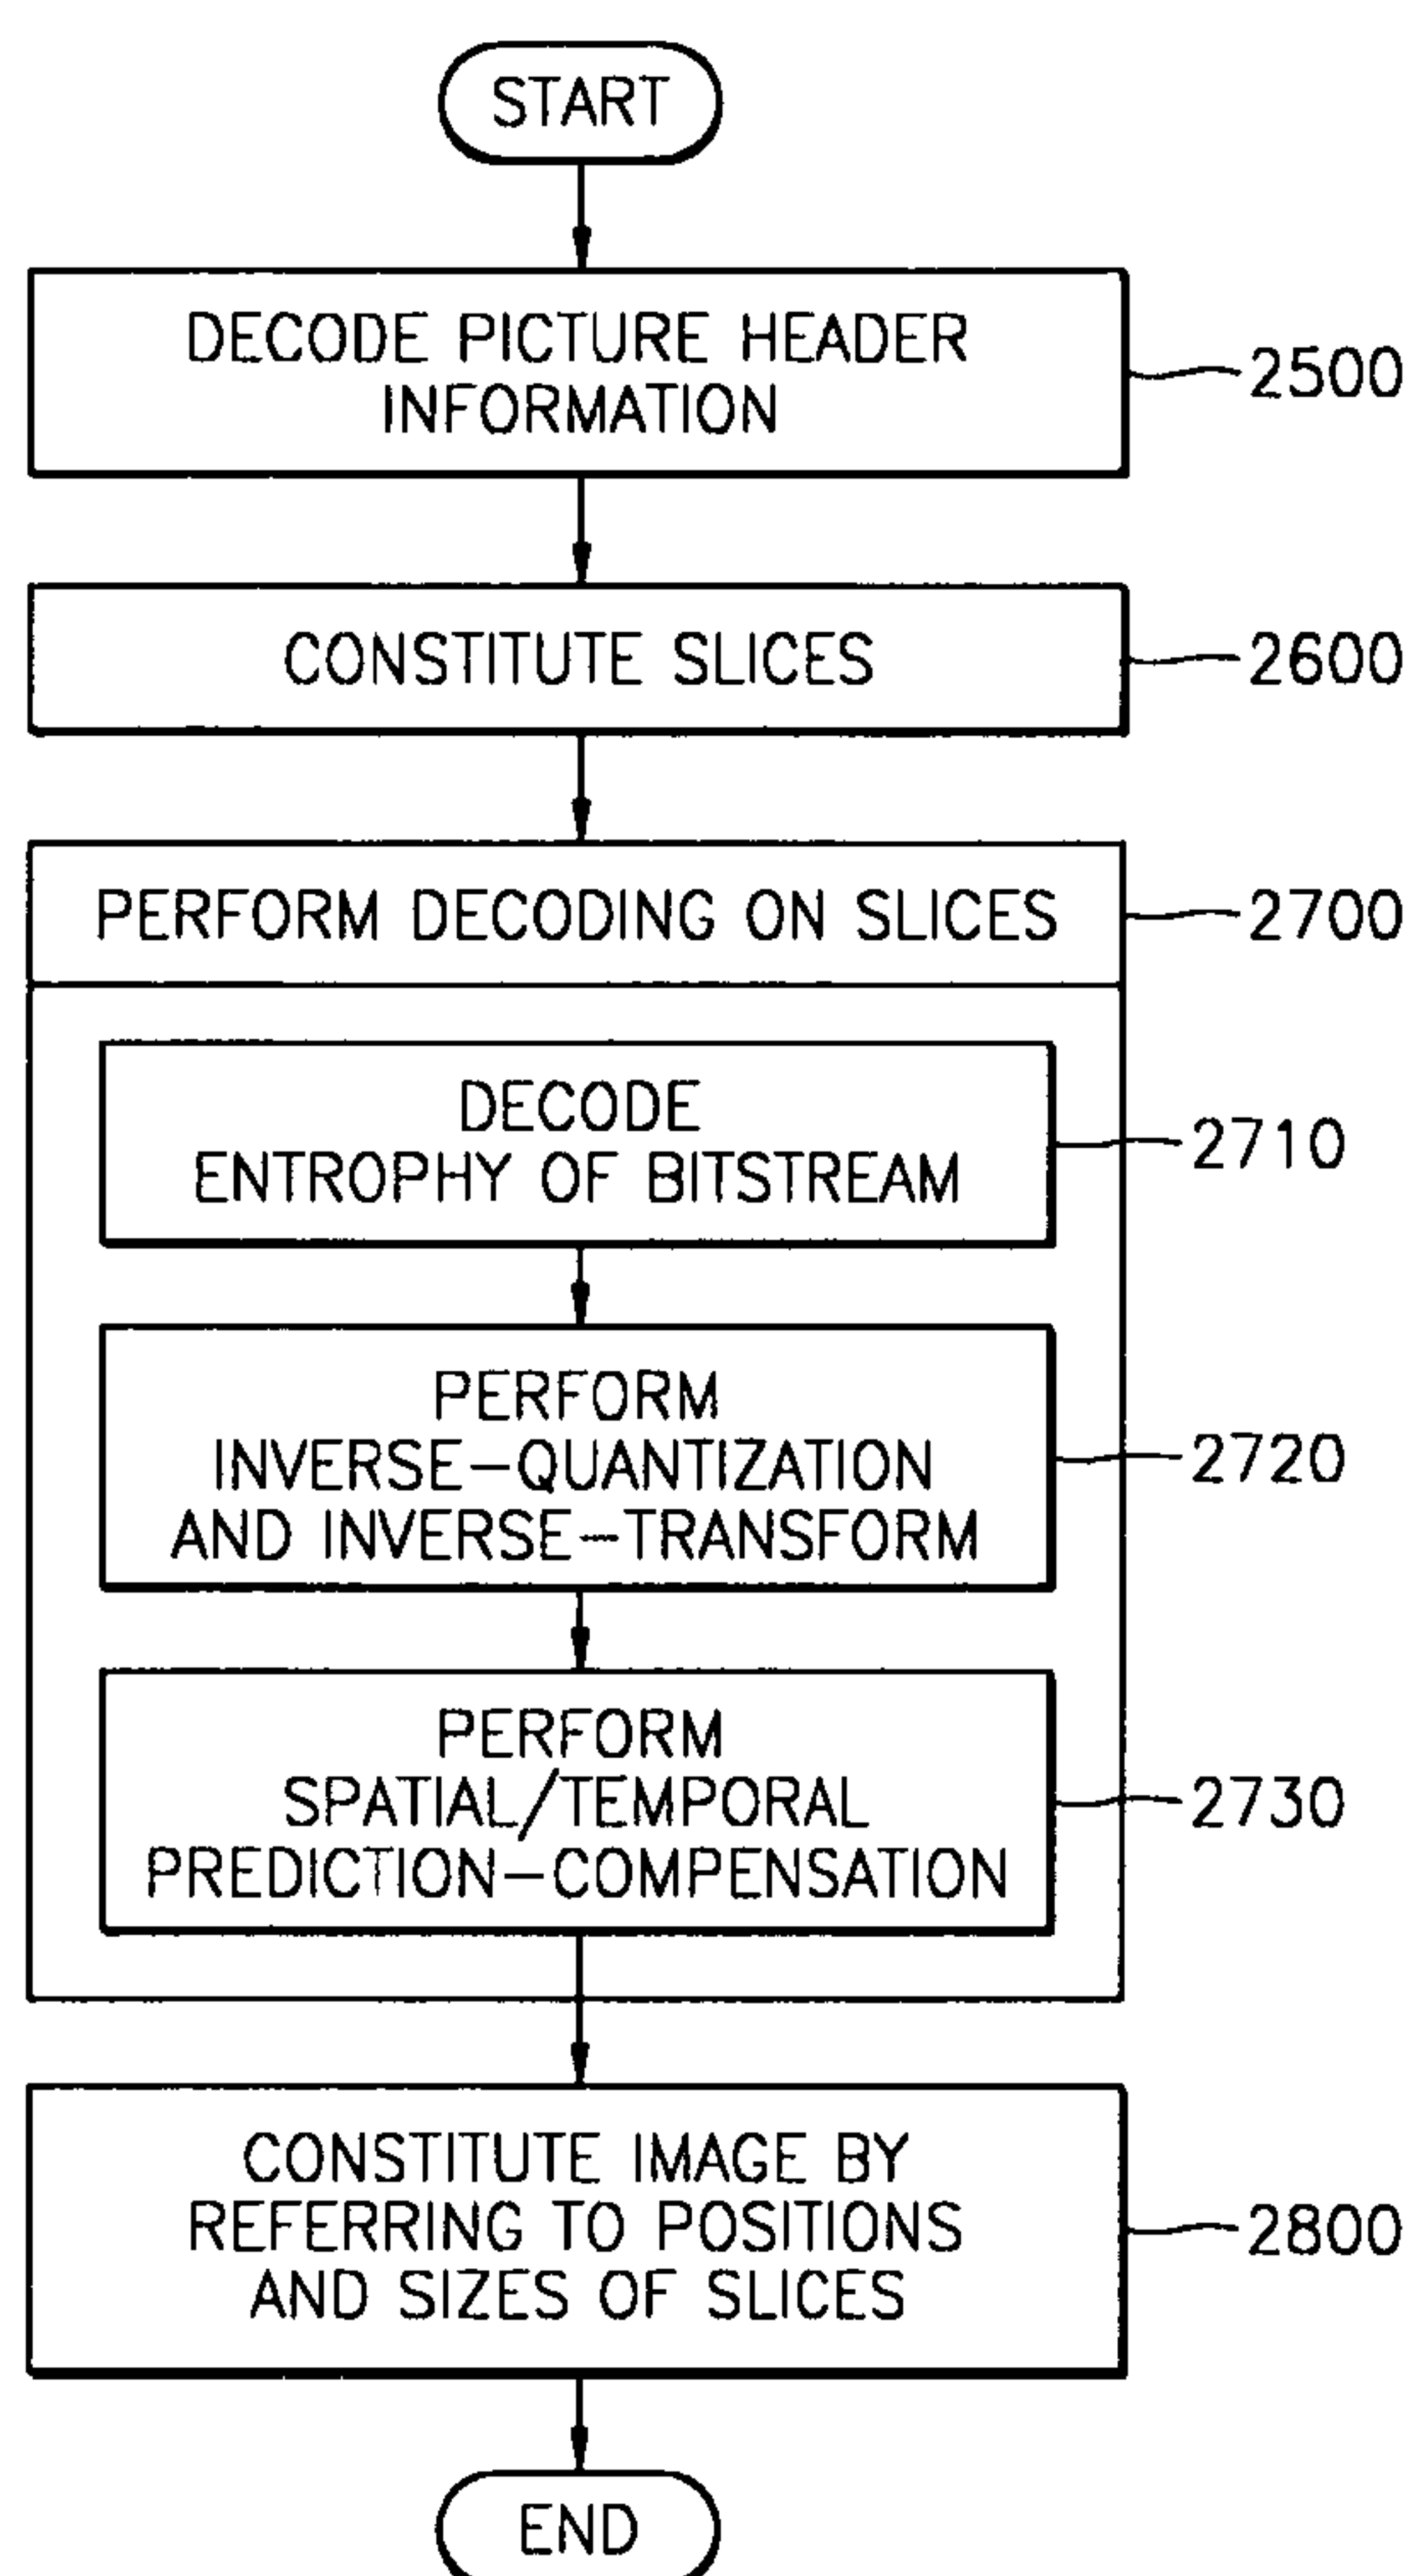 START
DECODE PICTURE HEADER
INFORMATION
2500
CONSTITUTE SLICES
2600
PERFORM DECODING ON SLICES
2700
DECODE
ENTROPHY OF BITSTREAM
2710
PERFORM
INVERSE-QUANTIZATION
AND INVERSE-TRANSFORM
2720
PERFORM
SPATIAL/TEMPORAL
PREDICTION-COMPENSATION
2730
CONSTITUTE IMAGE BY
REFERRING TO POSITIONS
AND SIZES OF SLICES
2800
END